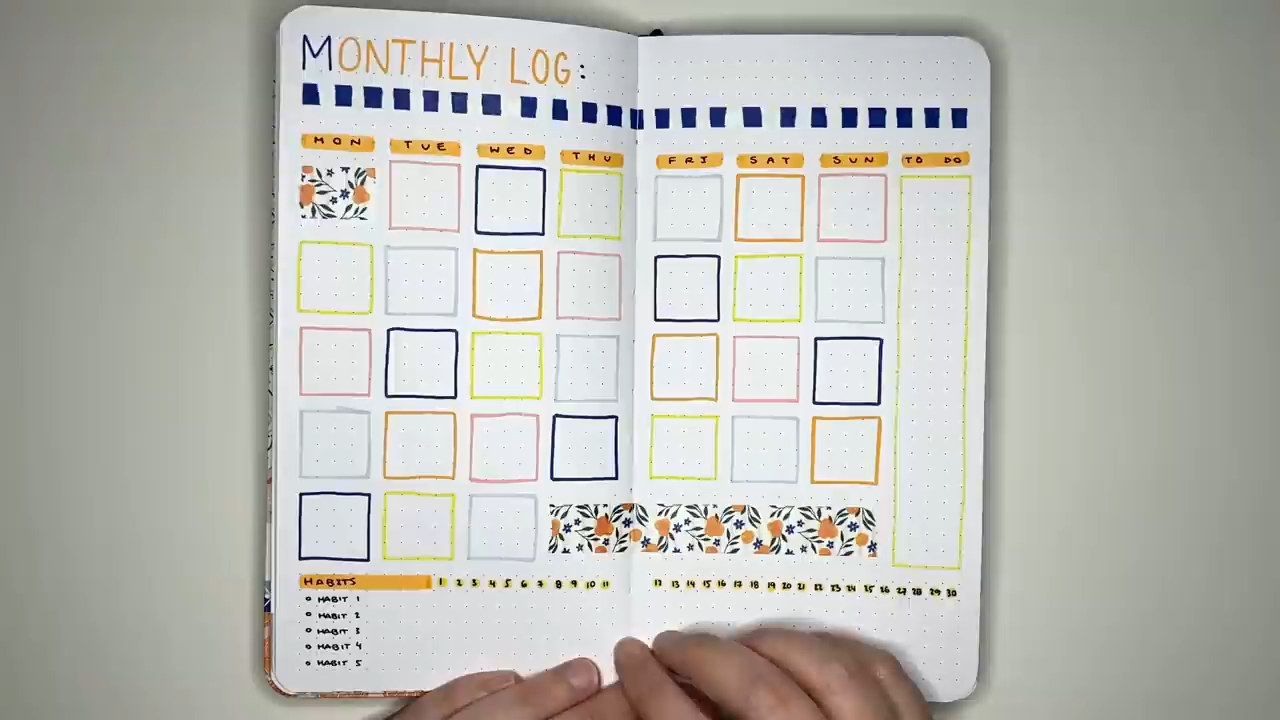 MONTHLY LOG:
MON TUE WED THU FRI SAT SUN TO DO
HABITS 1 2 3 4 5 6 7 8 9 10 11 12 13 14 15 16 17 18 19 20 21 22 23 24 25 26 27 28 29 30
HABIT 1
HABIT 2
HABIT 3
HABIT 4
HABIT 5